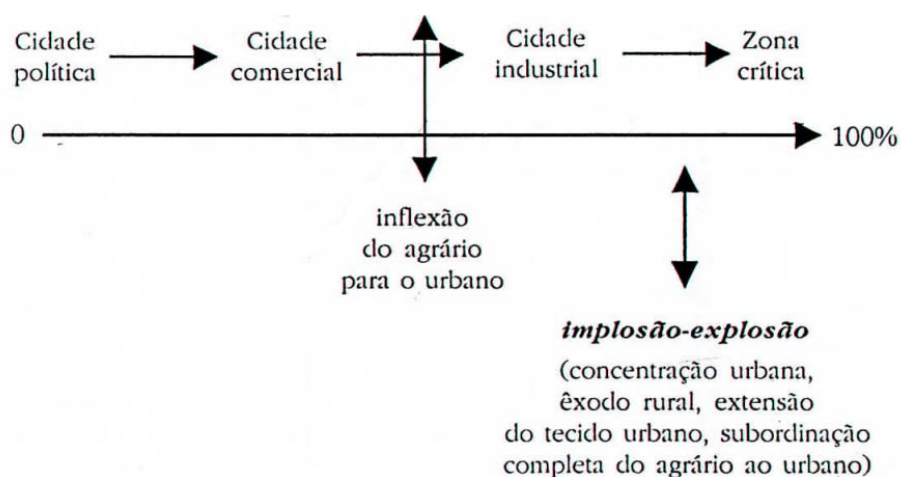 Cidade
política
Cidade
comercial
Cidade
industrial
Zona
crítica
0
100%
inflexão
do agrário
para o urbano
implosão-explosão
(concentração urbana,
êxodo rural, extensão
do tecido urbano, subordinação
completa do agrário ao urbano)